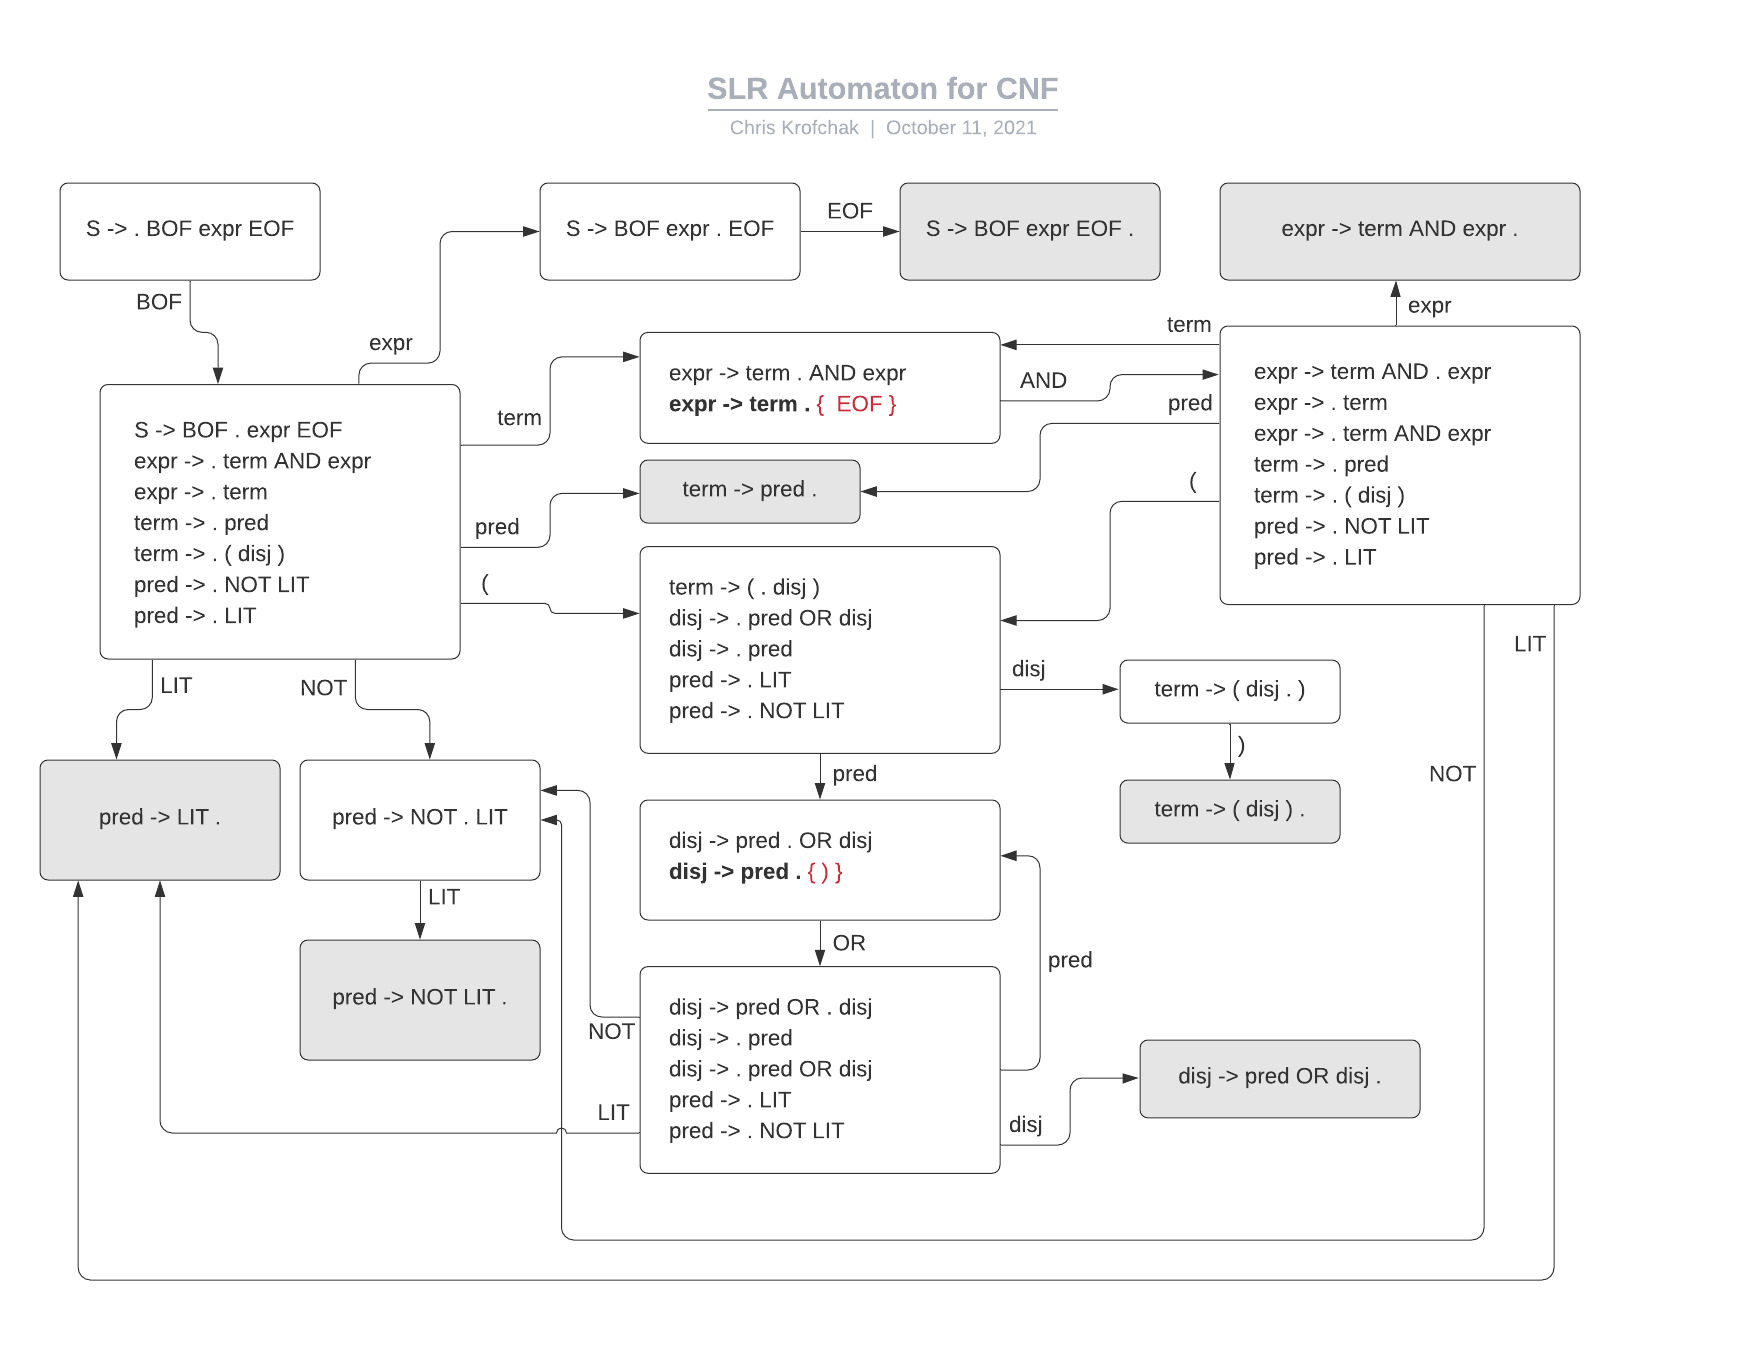 SLR Automaton for CNF
Chris Krofchak | October 11, 2021
S -> . BOF expr EOF
S -> BOF expr . EOF
EOF
S -> BOF expr EOF .
expr -> term AND expr .
BOF
expr
expr
term
term
AND
pred
expr -> term . AND expr
expr -> term . { EOF }
S -> BOF . expr EOF
expr -> . term AND expr
expr -> . term
term -> . pred
term -> . ( disj )
pred -> . NOT LIT
pred -> . LIT
expr -> term AND . expr
expr -> . term
expr -> . term AND expr
term -> . pred
term -> . ( disj )
pred -> . NOT LIT
pred -> . LIT
pred
term -> pred .
(
(
term -> ( . disj )
disj -> . pred OR disj
disj -> . pred
pred -> . LIT
pred -> . NOT LIT
LIT
NOT
disj
term -> ( disj . )
LIT
)
term -> ( disj ) .
NOT
pred
pred -> LIT .
pred -> NOT . LIT
disj -> pred . OR disj
disj -> pred . { ) }
LIT
OR
pred
pred -> NOT LIT .
NOT
disj -> pred OR . disj
disj -> . pred
disj -> . pred OR disj
pred -> . LIT
pred -> . NOT LIT
LIT
disj
disj -> pred OR disj .